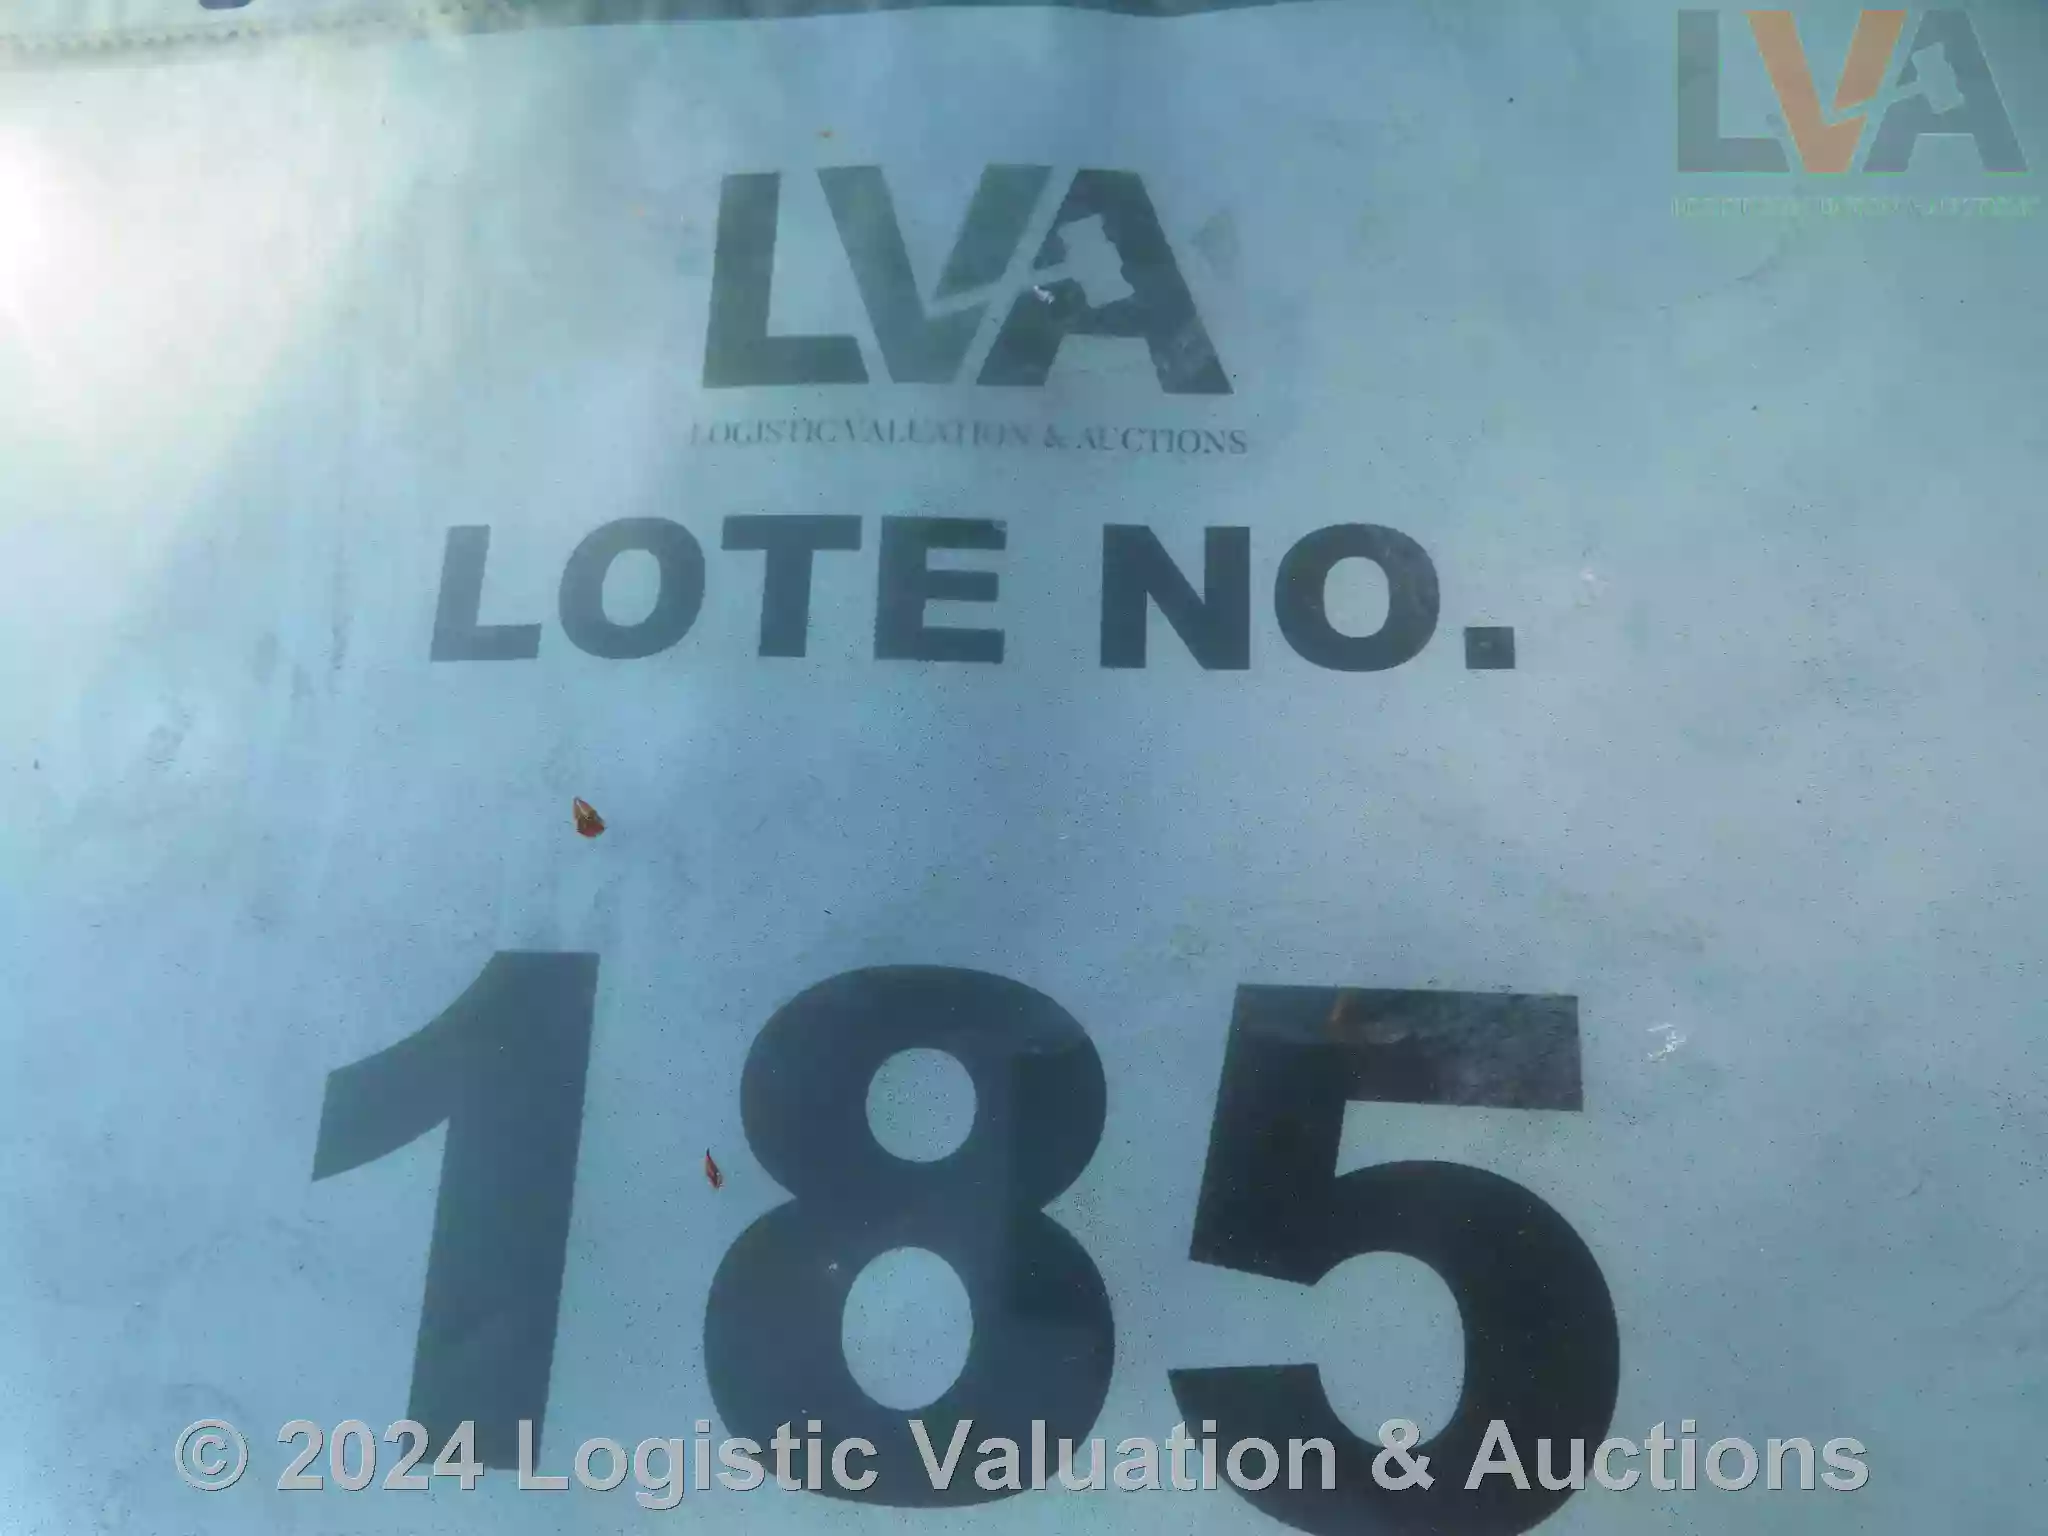 LVA
LVA
LOGISTIC VALUATION & AUCTIONS
LOTE NO.
185
© 2024 Logistic Valuation & Auctions